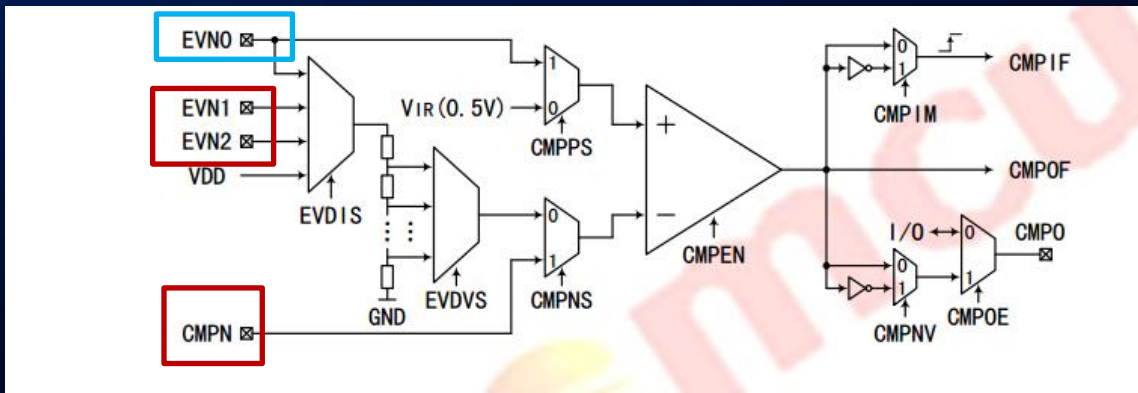 EVN0
EVN1
EVN2
VDD
EVDIS
GND
EVDVS
CMPN
VIR(0.5V)
1
0
CMPPS
0
1
CMPNS
+
−
CMPEN
0
1
CMPIM
CMPIF
CMPOF
I/O
0
1
CMPO
0
1
CMPNV
CMPOE
mcu